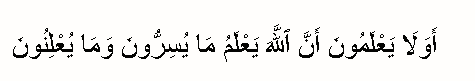 أَوَلَا يَعْلَمُونَ أَنَّ ٱللَّهَ يَعْلَمُ مَا يُسِرُّونَ وَمَا يُعْلِنُونَ